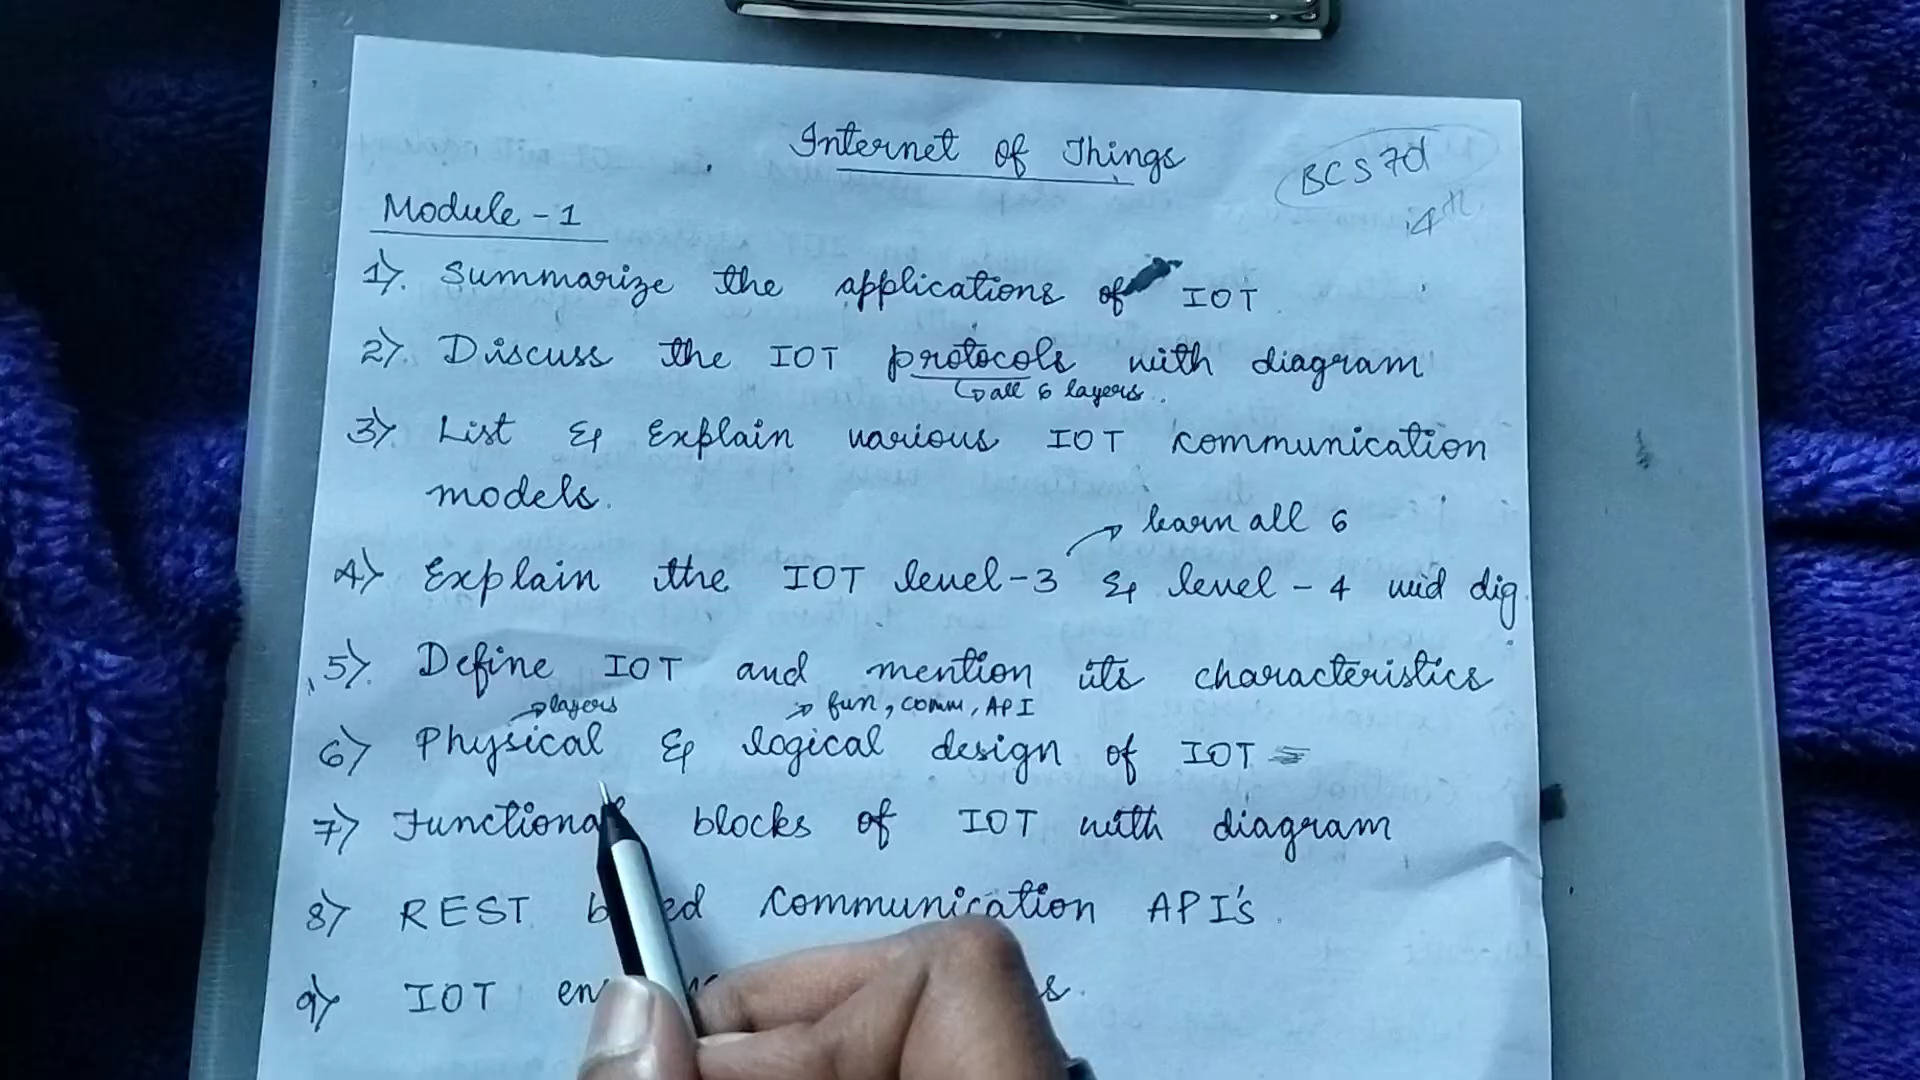 Internet of Things
BCS701
4th
Module - 1
1). Summarize the applications of IOT
2). Discuss the IOT protocols with diagram
all 6 layers.
3). List & Explain various IOT communication
models.
learn all 6
4) Explain the IOT level-3 & level-4 wid dig.
5). Define IOT and mention its characteristics
layers fun, comm, API
6) Physical & logical design of IOT
7) Functional blocks of IOT with diagram
8) REST communication API's.
9) IOT